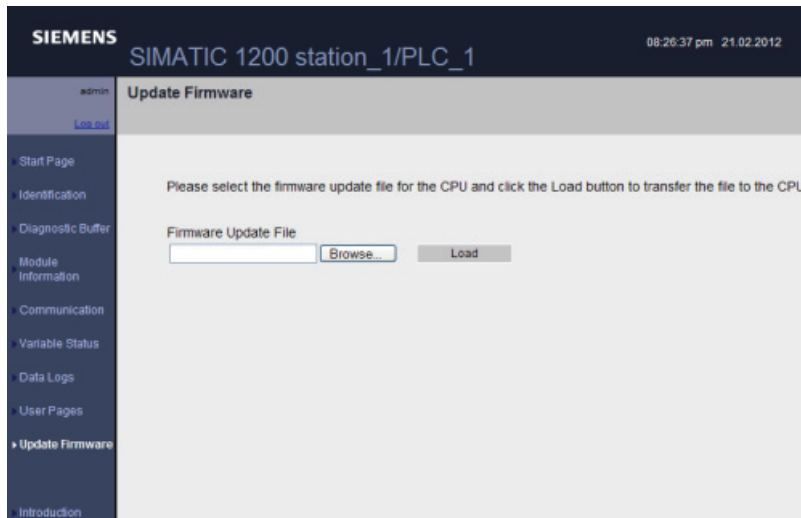 SIEMENS
SIMATIC 1200 station_1/PLC_1
08:26:37 pm 21.02.2012
admin
Log out
Update Firmware
Start Page
Identification
Diagnostic Buffer
Module
Information
Communication
Variable Status
Data Logs
User Pages
Update Firmware
Introduction
Please select the firmware update file for the CPU and click the Load button to transfer the file to the CPU
Firmware Update File
Browse...
Load